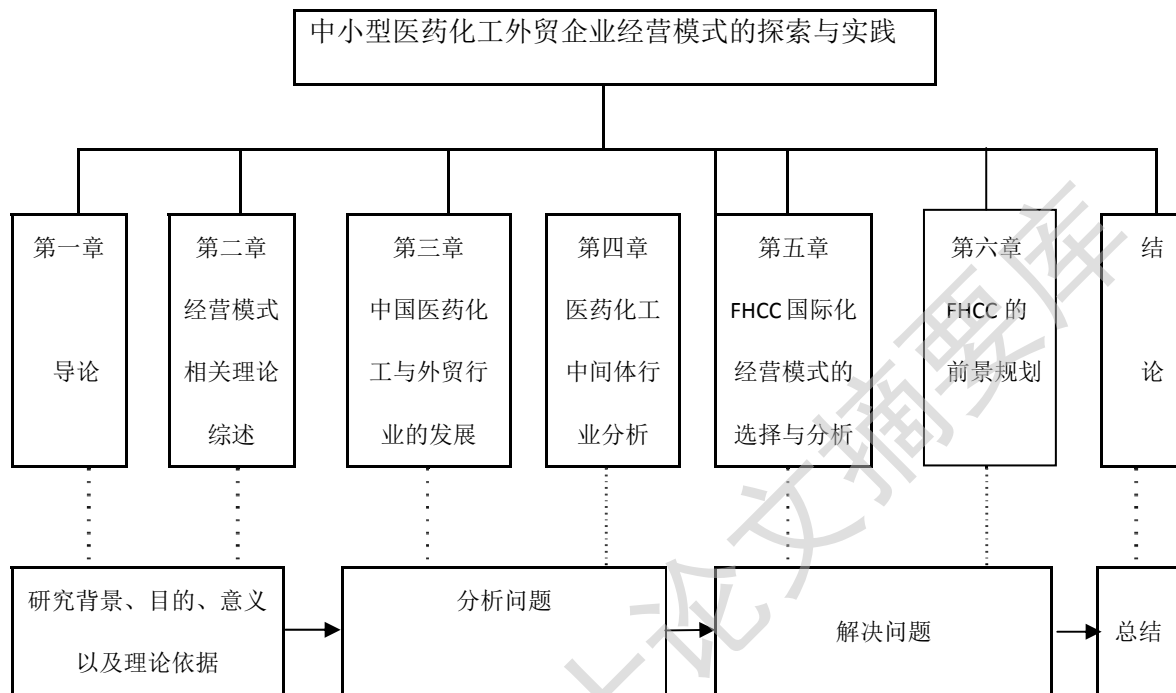 中小型医药化工外贸企业经营模式的探索与实践
第一章
导论
第二章
经营模式
相关理论
综述
第三章
中国医药化
工与外贸行
业的发展
第四章
医药化工
中间体行
业分析
第五章
FHCC 国际化
经营模式的
选择与分析
第六章
FHCC 的
前景规划
结
论
研究背景、目的、意义
以及理论依据
分析问题
解决问题
总结
论文摘要库